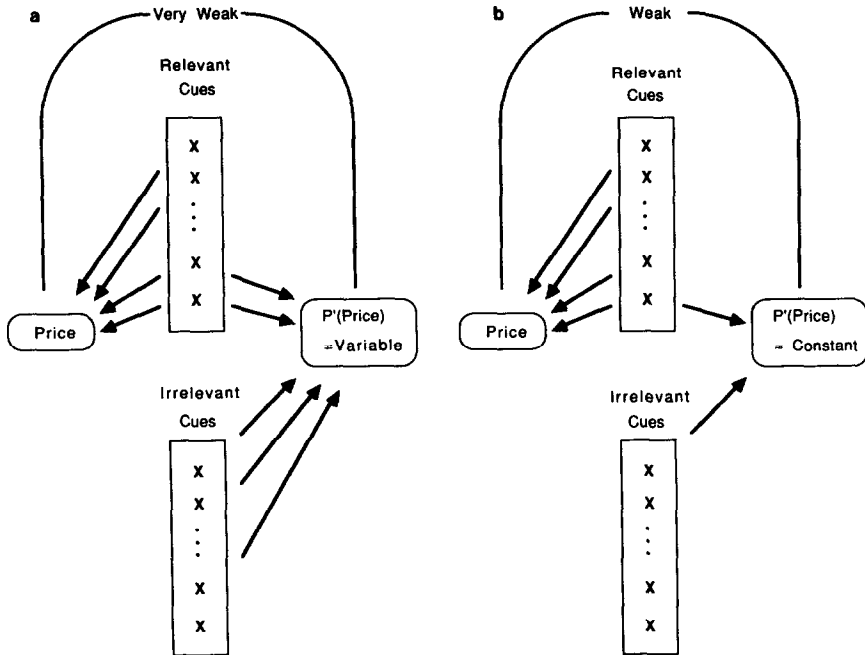 a
Very Weak
Relevant
Cues
X
X
X
X
Price
P'(Price)
=Variable
Irrelevant
Cues
X
X
X
X
b
Weak
Relevant
Cues
X
X
X
X
Price
P'(Price)
= Constant
Irrelevant
Cues
X
X
X
X